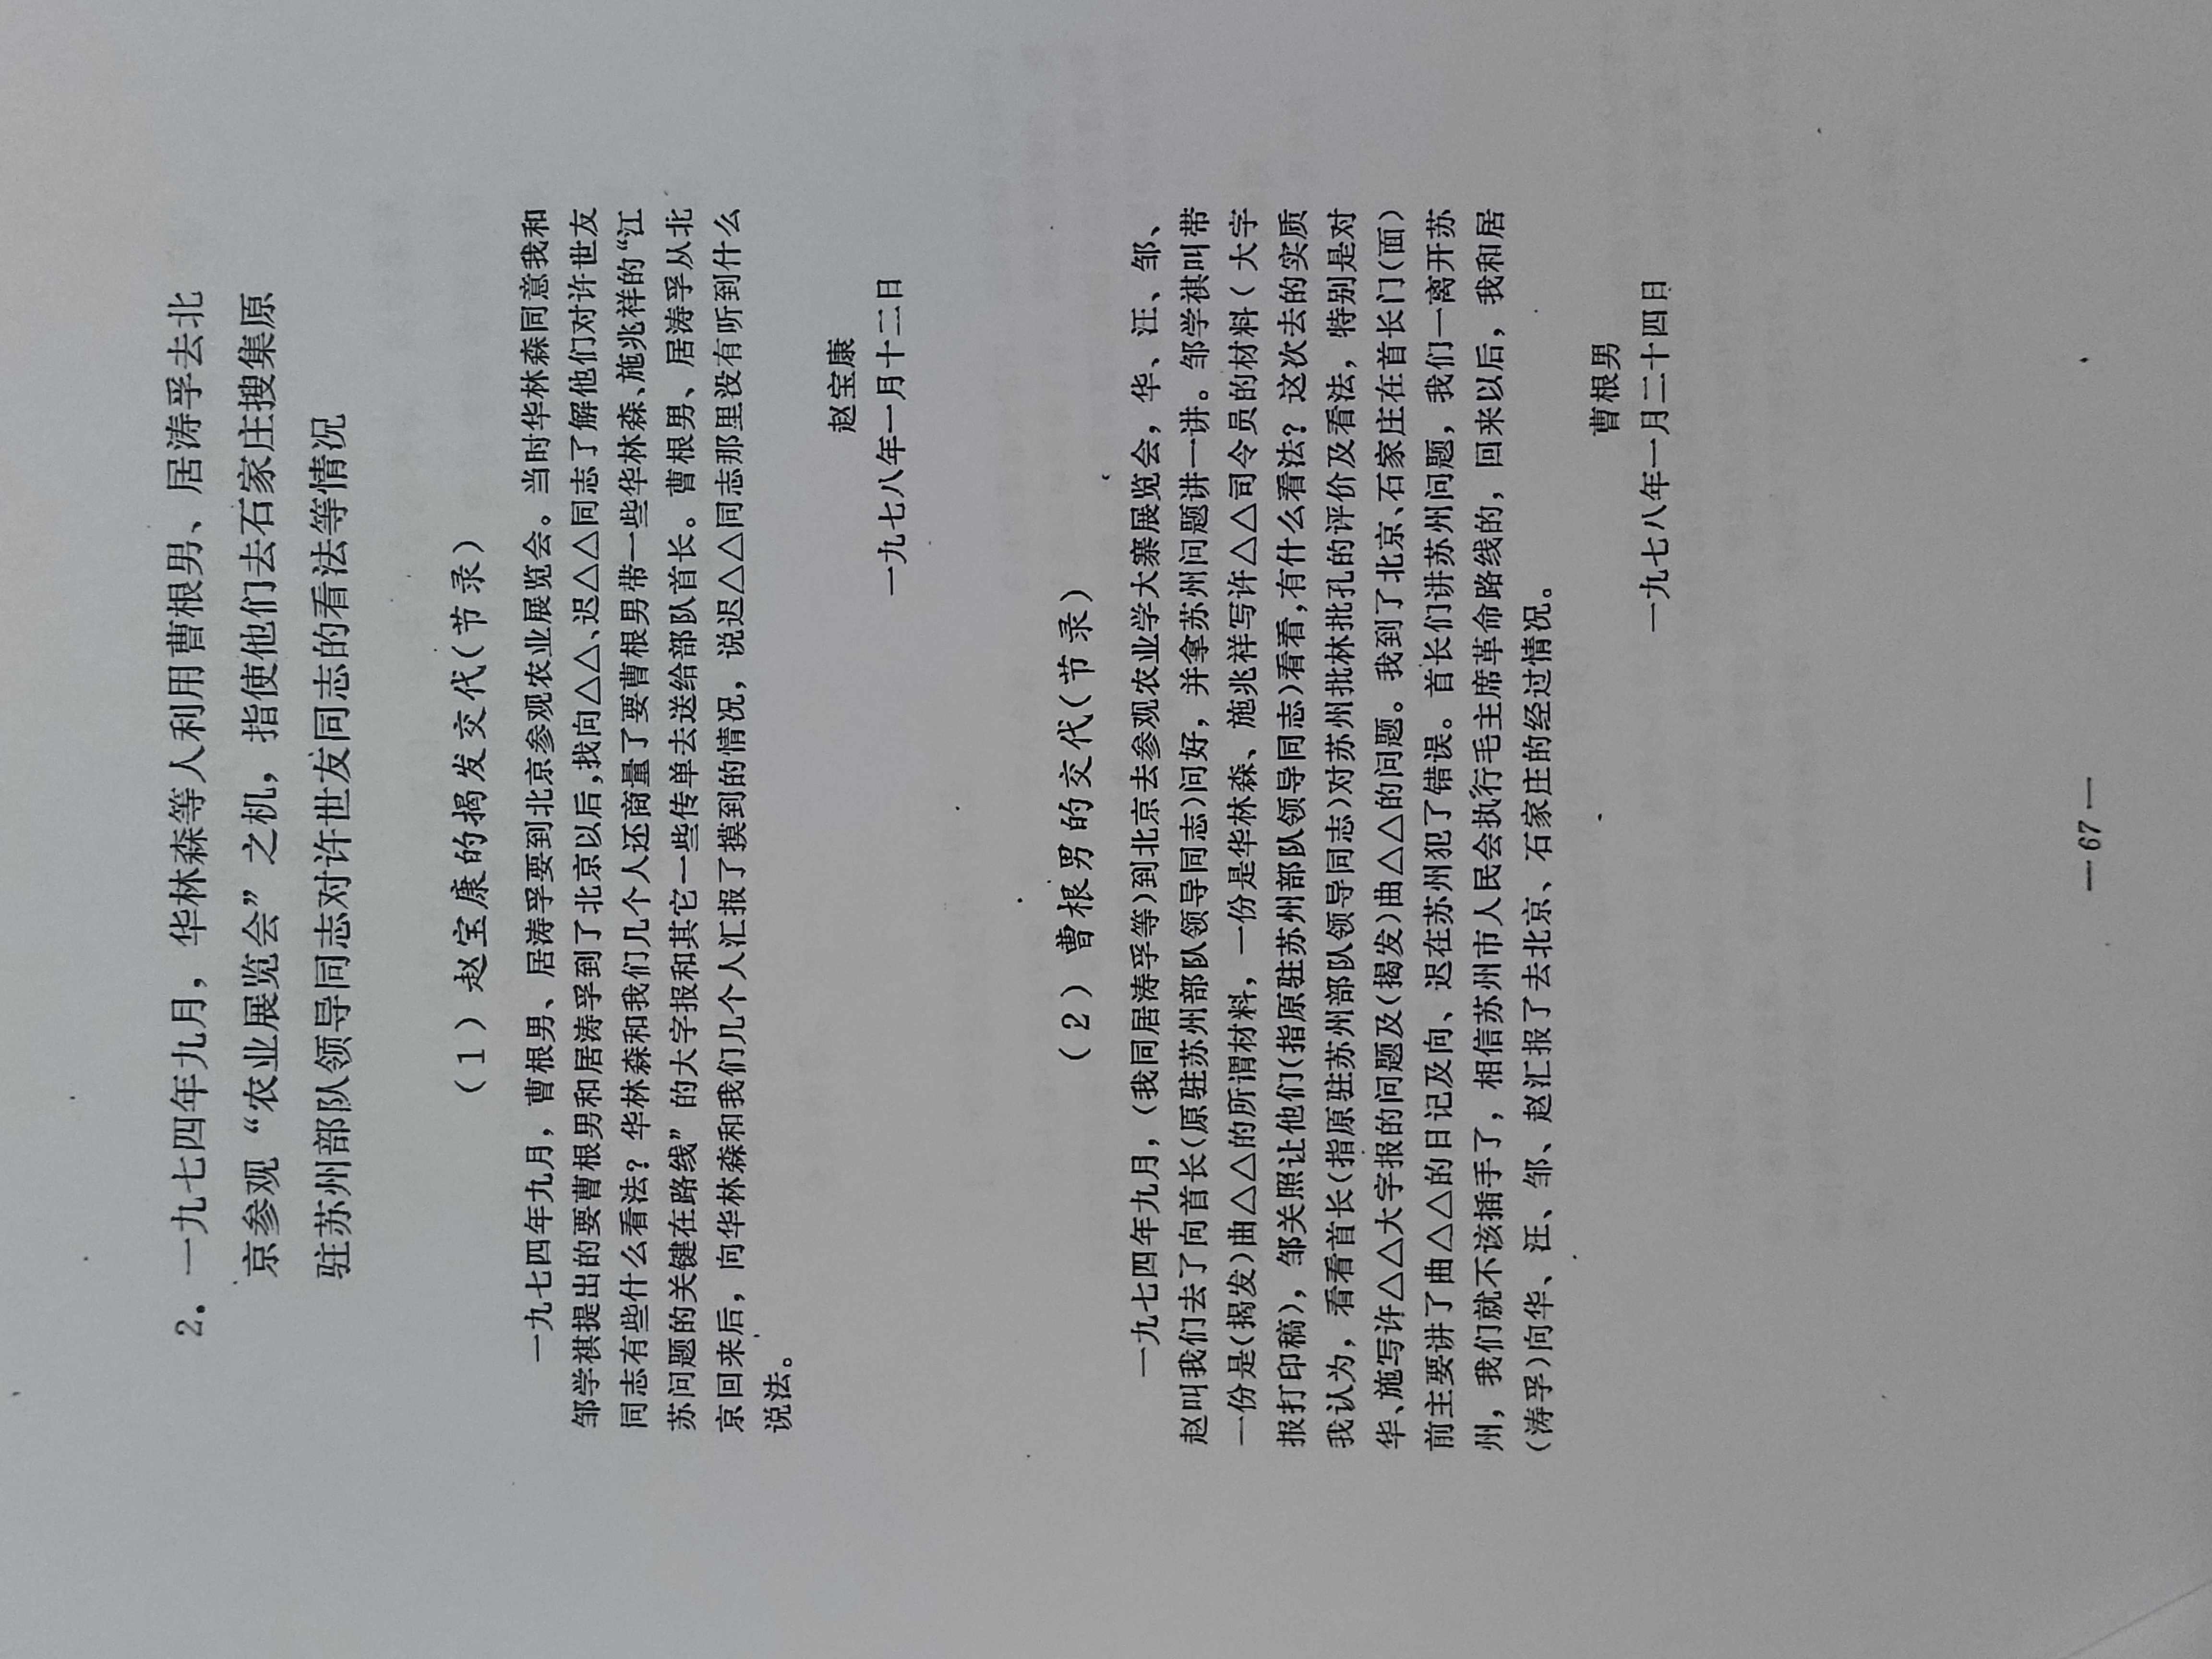 2. 一九七四年九月，华林森等人利用曹根男、居涛孚去北
京参观“农业展览会”之机，指使他们去石家庄搜集原
驻苏州部队领导同志对许世友同志的看法等情况
（1）赵宝康的揭发交代（节录）
一九七四年九月，曹根男、居涛孚要到北京参观农业展览会。当时华林森同意我和
邹学祺提出的要曹根男和居涛孚到了北京以后，找向△△、迟△△同志了解他们对许世友
同志有些什么看法？华林森和我们几个人还商量了要曹根男带一些华林森、施兆祥的“江
苏问题的关键在路线”的大字报和其它一些传单去送给部队首长。曹根男、居涛孚从北
京回来后，向华林森和我们几个人汇报了摸到的情况，说迟△△同志那里没有听到什么
说法。
赵宝康
一九七八年一月十二日
（2）曹根男的交代（节录）
一九七四年九月，（我同居涛孚等）到北京去参观农业学大寨展览会，华、汪、邹、
赵叫我们去了向首长（原驻苏州部队领导同志）问好，并拿苏州问题讲一讲。邹学祺叫带
一份是（揭发）曲△△的所谓材料，一份是华林森、施兆祥写许△△司令员的材料（大字
报打印稿），邹关照让他们（指原驻苏州部队领导同志）看看，有什么看法？这次去的实质
我认为，看看首长（指原驻苏州部队领导同志）对苏州批林批孔的评价及看法，特别是对
华、施写许△△大字报的问题及（揭发）曲△△的问题。我到了北京、石家庄在首长门（面）
前主要讲了曲△△的日记及向、迟在苏州犯了错误。首长们讲苏州问题，我们一离开苏
州，我们就不该插手了，相信苏州市人民会执行毛主席革命路线的，回来以后，我和居
（涛孚）向华、汪、邹、赵汇报了去北京、石家庄的经过情况。
曹根男
一九七八年一月二十四日
— 67 —